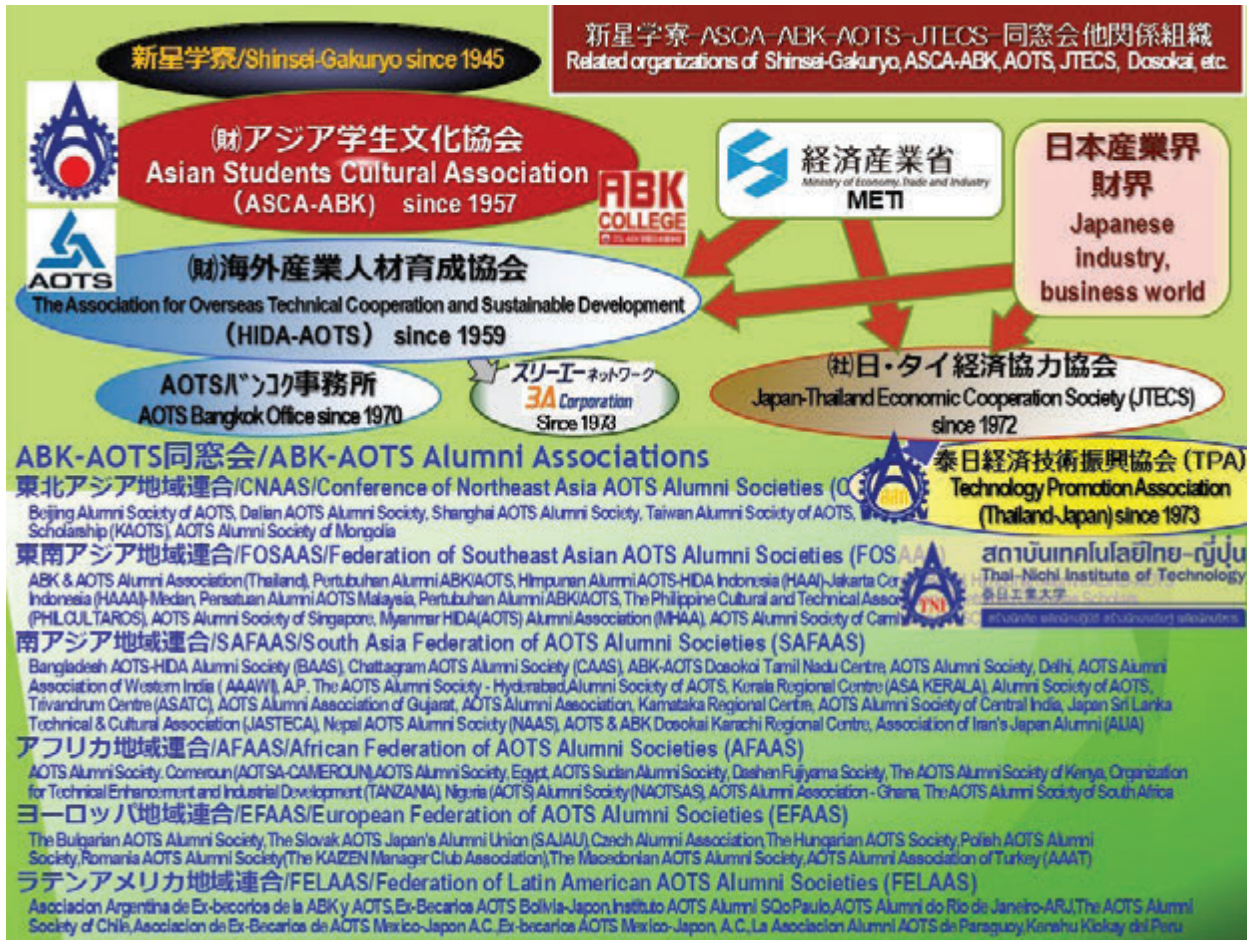 新星学寮/Shinsei-Gakuryo since 1945
新星学寮-ASCA-ABK-AOTS-JTECS-同窓会他関係組織
Related organizations of Shinsei-Gakuryo, ASCA-ABK, AOTS, JTECS, Dosokai, etc.
㈶アジア学生文化協会
Asian Students Cultural Association
(ASCA-ABK) since 1957
ABK
COLLEGE
経済産業省
Ministry of Economy, Trade and Industry
METI
日本産業界
財界
Japanese
industry,
business world
AOTS
㈶海外産業人材育成協会
The Association for Overseas Technical Cooperation and Sustainable Development
(HIDA-AOTS) since 1959
AOTSバンコク事務所
AOTS Bangkok Office since 1970
スリーエーネットワーク
3A Corporation
Since 1973
㈳日・タイ経済協力協会
Japan-Thailand Economic Cooperation Society (JTECS)
since 1972
泰日経済技術振興協会 (TPA)
Technology Promotion Association
(Thailand-Japan) since 1973
สถาบันเทคโนโลยีไทย-ญี่ปุ่น
Thai-Nichi Institute of Technology
泰日工業大学
TNI
ABK-AOTS同窓会/ABK-AOTS Alumni Associations
東北アジア地域連合/CNAAS/Conference of Northeast Asia AOTS Alumni Societies (C
Beijing Alumni Society of AOTS, Dalian AOTS Alumni Society, Shanghai AOTS Alumni Society, Taiwan Alumni Society of AOTS,
Scholarship (KAOTS), AOTS Alumni Society of Mongolia
東南アジア地域連合/FOSAAS/Federation of Southeast Asian AOTS Alumni Societies (FOSAAS)
ABK & AOTS Alumni Association (Thailand), Pertubuhan Alumni ABK/AOTS, Himpunan Alumni AOTS-HIDA Indonesia (HAAI)-Jakarta
Indonesia (HAAAI)-Medan, Persatuan Alumni AOTS Malaysia, Pertubuhan Alumni ABK/AOTS, The Philippine Cultural and Technical
(PHILCULTAROS), AOTS Alumni Society of Singapore, Myanmar HIDA(AOTS) Alumni Association (MHAA), AOTS Alumni Society of
南アジア地域連合/SAFAAS/South Asia Federation of AOTS Alumni Societies (SAFAAS)
Bangladesh AOTS-HIDA Alumni Society (BAAS), Chattagram AOTS Alumni Society (CAAS), ABK-AOTS Dosokoi Tamil Nadu Centre, AOTS Alumni Society, Delhi, AOTS Alumni
Association of Western India ( AAAWI), A.P. The AOTS Alumni Society - Hyderabad,Alumni Society of AOTS, Kerala Regional Centre (ASA KERALA), Alumni Society of AOTS,
Trivandrum Centre (ASATC), AOTS Alumni Association of Gujarat, AOTS Alumni Association, Karnataka Regional Centre, AOTS Alumni Society of Central India, Japan Sri Lanka
Technical & Cultural Association (JASTECA), Nepal AOTS Alumni Society (NAAS), AOTS & ABK Dosokai Karachi Regional Centre, Association of Iran's Japan Alumni (AIJA)
アフリカ地域連合/AFAAS/African Federation of AOTS Alumni Societies (AFAAS)
AOTS Alumni Society. Comeroun (AOTSA-CAMEROUN),AOTS Alumni Society, Egypt, AOTS Sudan Alumni Society, Dashen Fujiyama Society, The AOTS Alumni Society of Kenya, Organization
for Technical Enhancement and Industrial Development (TANZANIA), Nigeria (AOTS) Alumni Society (NAOTSAS), AOTS Alumni Association - Ghana, The AOTS Alumni Society of South Africa
ヨーロッパ地域連合/EFAAS/European Federation of AOTS Alumni Societies (EFAAS)
The Bulgarian AOTS Alumni Society, The Slovak AOTS Japan's Alumni Union (SAJAU), Czech Alumni Association, The Hungarian AOTS Society, Polish AOTS Alumni
Society, Romania AOTS Alumni Society(The KAIZEN Manager Club Association), The Macedonian AOTS Alumni Society, AOTS Alumni Association of Turkey (AAAT)
ラテンアメリカ地域連合/FELAAS/Federation of Latin American AOTS Alumni Societies (FELAAS)
Asociacion Argentina de Ex-becorios de la ABK y AOTS, Ex-Becarios AOTS Bolivia-Japon, Instituto AOTS Alumni SQo Paulo, AOTS Alumni do Rio de Janeiro-ARJ, The AOTS Alumni
Society of Chile, Asociacion de Ex-Becarios de AOTS Mexico-Japon A.C., Ex-becarios AOTS Mexico-Japon, A.C., La Asociacion Alumni AOTS de Paraguoy, Kenshu Kiokay del Peru